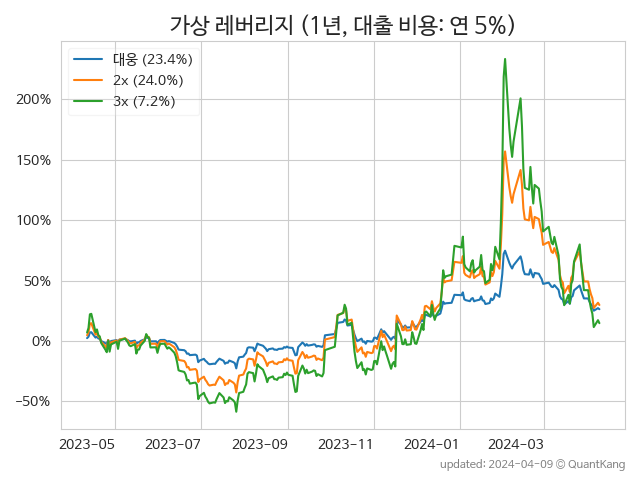 가상 레버리지 (1년, 대출 비용: 연 5%)
대웅 (23.4%)
2x (24.0%)
3x (7.2%)
200%
150%
100%
50%
0%
−50%
2023-05 2023-07 2023-09 2023-11 2024-01 2024-03
updated: 2024-04-09 © QuantKang